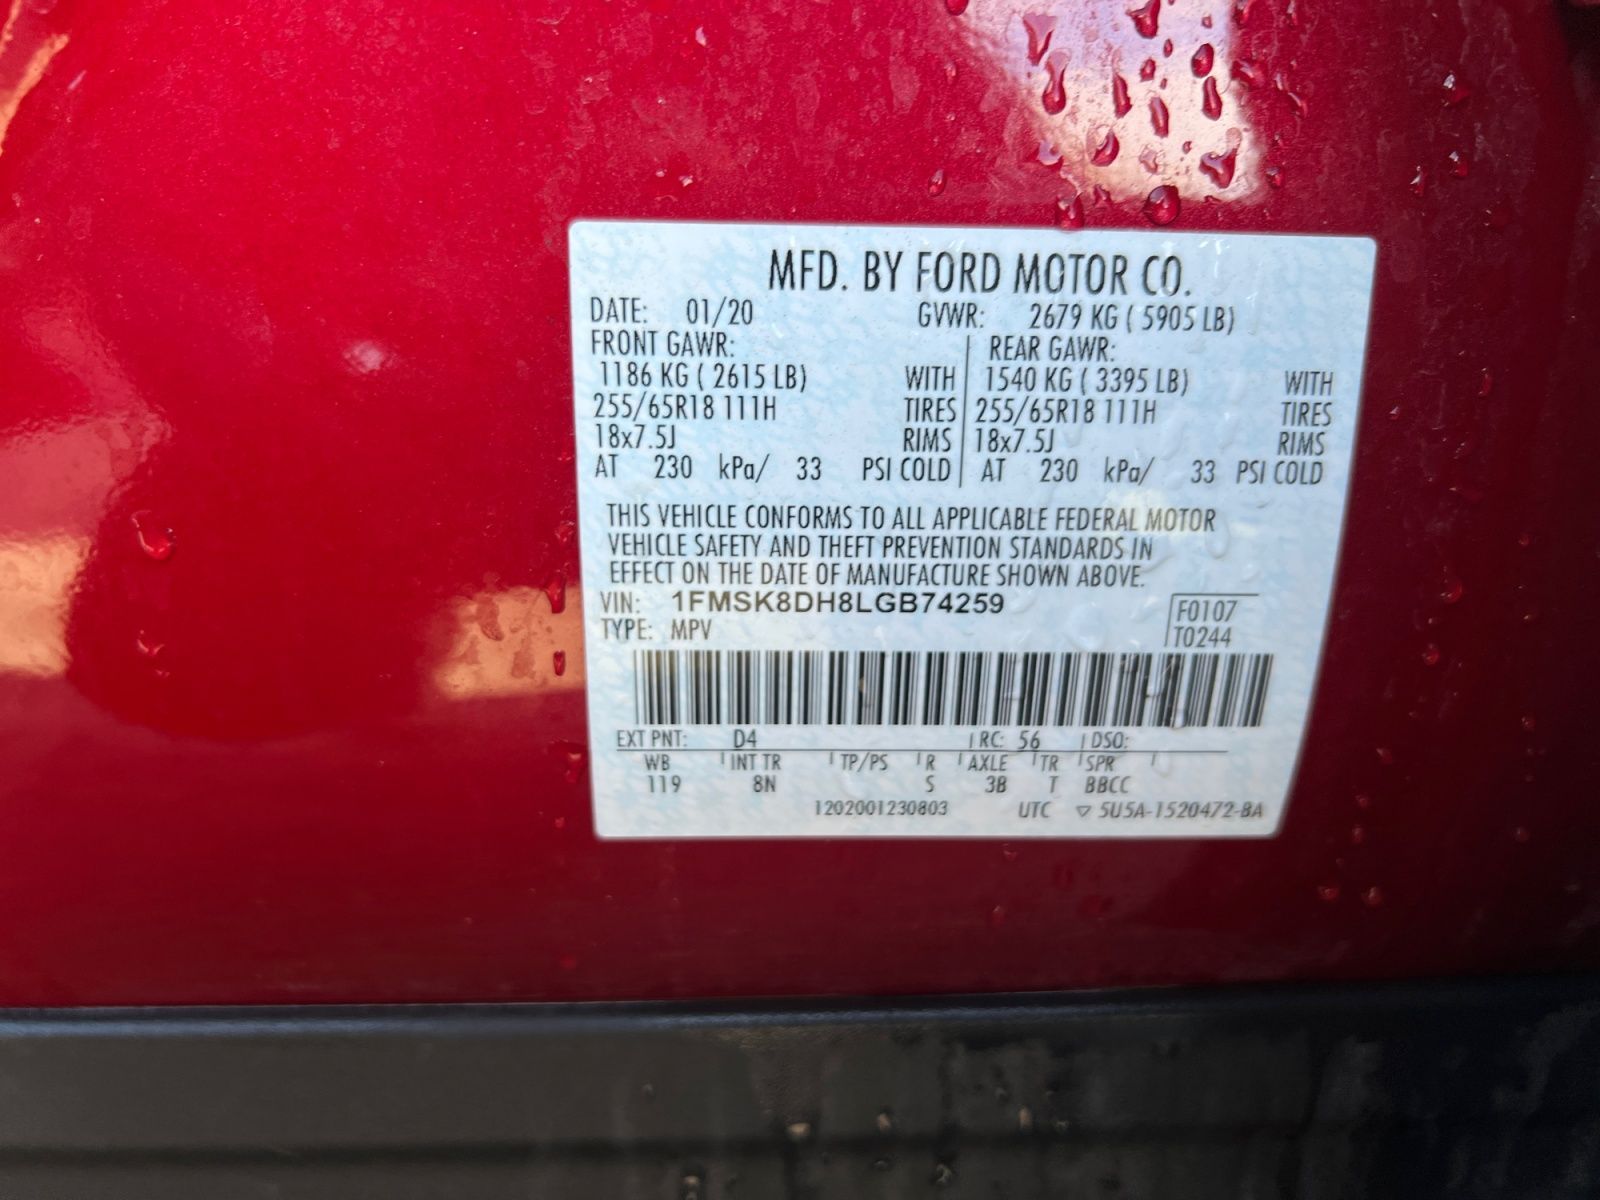 MFD. BY FORD MOTOR CO.
DATE: 01/20 GVWR: 2679 KG ( 5905 LB)
FRONT GAWR: REAR GAWR:
1186 KG ( 2615 LB) WITH 1540 KG ( 3395 LB) WITH
255/65R18 111H TIRES 255/65R18 111H TIRES
18x7.5J RIMS 18x7.5J RIMS
AT 230 kPa/ 33 PSI COLD AT 230 kPa/ 33 PSI COLD
THIS VEHICLE CONFORMS TO ALL APPLICABLE FEDERAL MOTOR
VEHICLE SAFETY AND THEFT PREVENTION STANDARDS IN
EFFECT ON THE DATE OF MANUFACTURE SHOWN ABOVE.
VIN: 1FMSK8DH8LGB74259
TYPE: MPV
F0107
T0244
EXT PNT: D4 RC: 56 DSO:
WB INT TR TP/PS R AXLE TR SPR
119 8N S 3B T BBCC
1202001230803 UTC ▽ 5U5A-1520472-BA